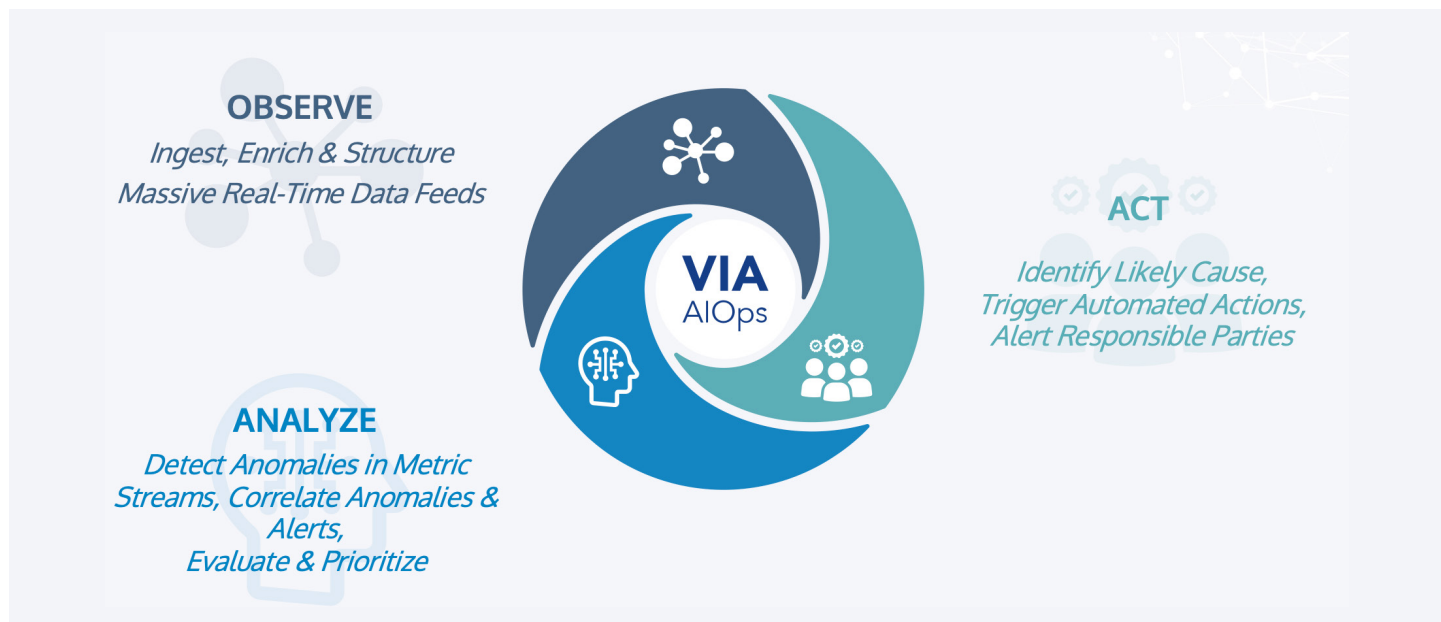 OBSERVE
Ingest, Enrich & Structure
Massive Real-Time Data Feeds
ANALYZE
Detect Anomalies in Metric
Streams, Correlate Anomalies &
Alerts,
Evaluate & Prioritize
VIA
AIOps
ACT
Identify Likely Cause,
Trigger Automated Actions,
Alert Responsible Parties